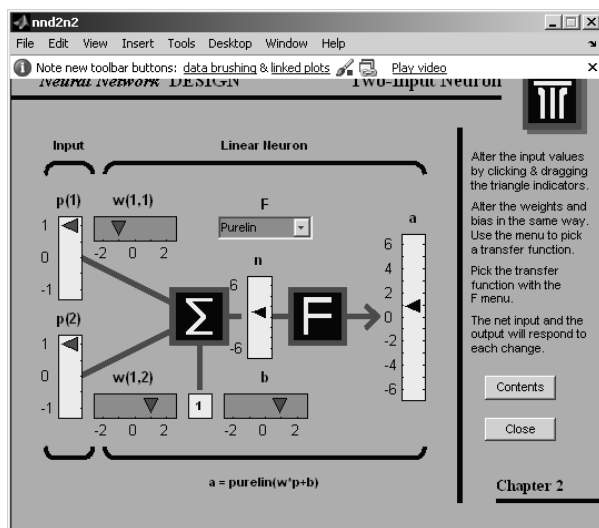 nnd2n2
File Edit View Insert Tools Desktop Window Help
Note new toolbar buttons: data brushing & linked plots Play video
Neural Network DESIGN Two-Input Neuron
Input Linear Neuron
p(1) w(1,1) F a
1 0 -1
-2 0 2
Purelin
n
6 -6
6 4 2 0 -2 -4 -6
Σ F
p(2) w(1,2) 1 b
1 0 -1
-2 0 2
-2 0 2
a = purelin(w*p+b)
Alter the input values
by clicking & dragging
the triangle indicators.
Alter the weights and
bias in the same way.
Use the menu to pick
a transfer function.
Pick the transfer
function with the
F menu.
The net input and the
output will respond to
each change.
Contents
Close
Chapter 2